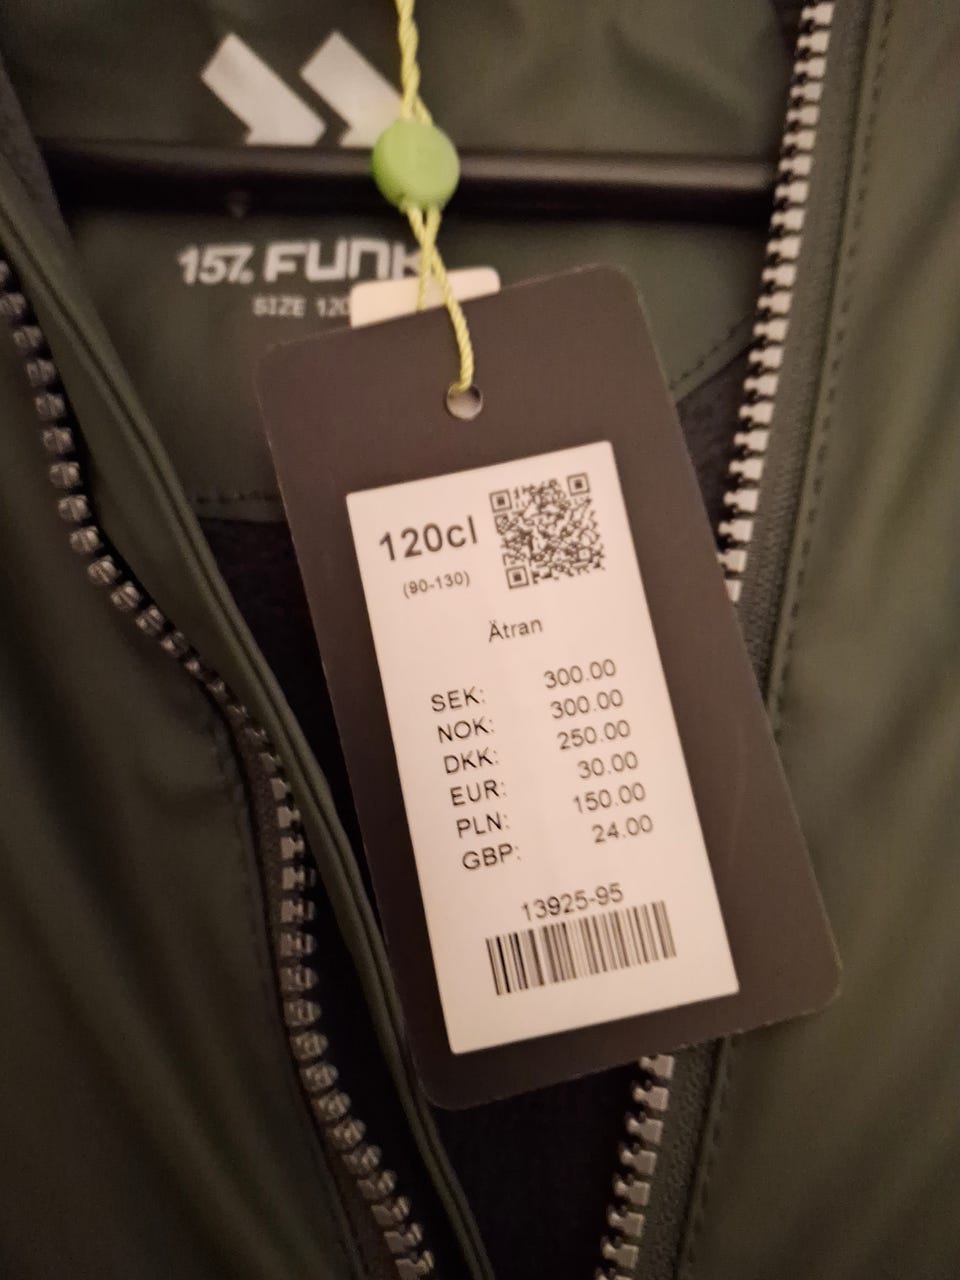 15% FUNK
SIZE 120
120cl
(90-130)
Ätran
SEK: 300.00
NOK: 300.00
DKK: 250.00
EUR: 30.00
PLN: 150.00
GBP: 24.00
13925-95